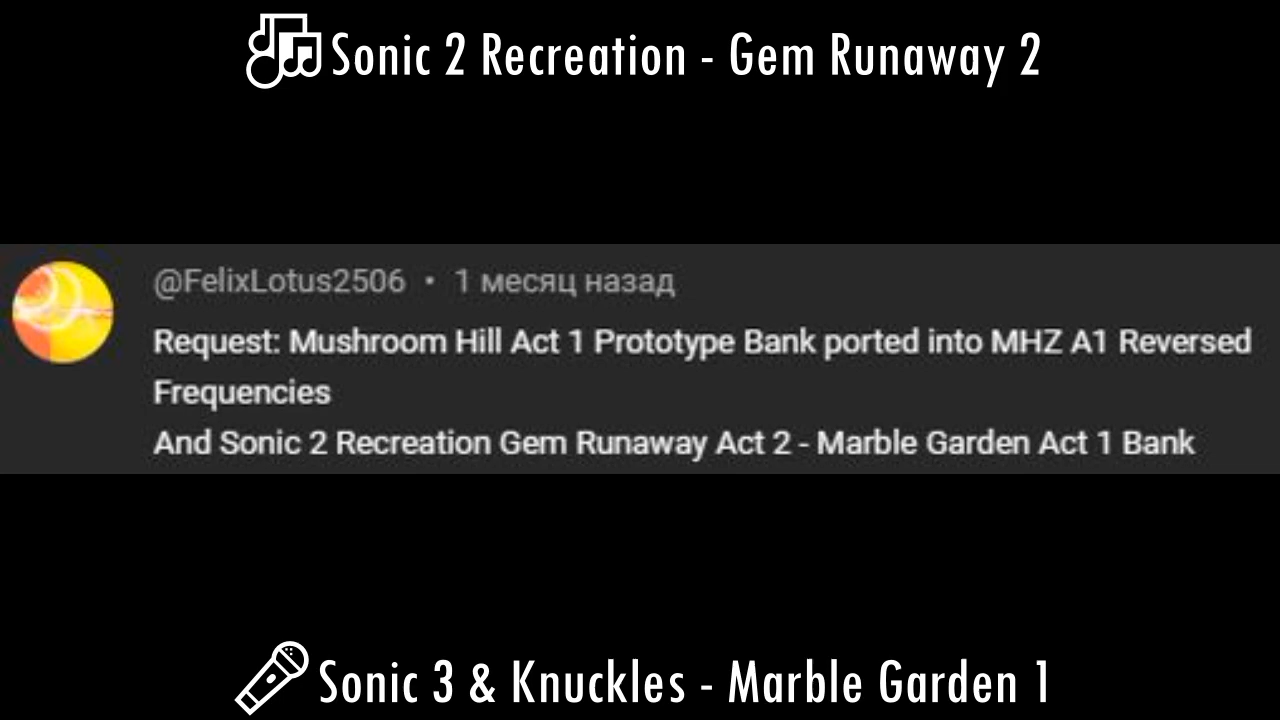 Sonic 2 Recreation - Gem Runaway 2
@FelixLotus2506 • 1 месяц назад
Request: Mushroom Hill Act 1 Prototype Bank ported into MHZ A1 Reversed
Frequencies
And Sonic 2 Recreation Gem Runaway Act 2 - Marble Garden Act 1 Bank
Sonic 3 & Knuckles - Marble Garden 1